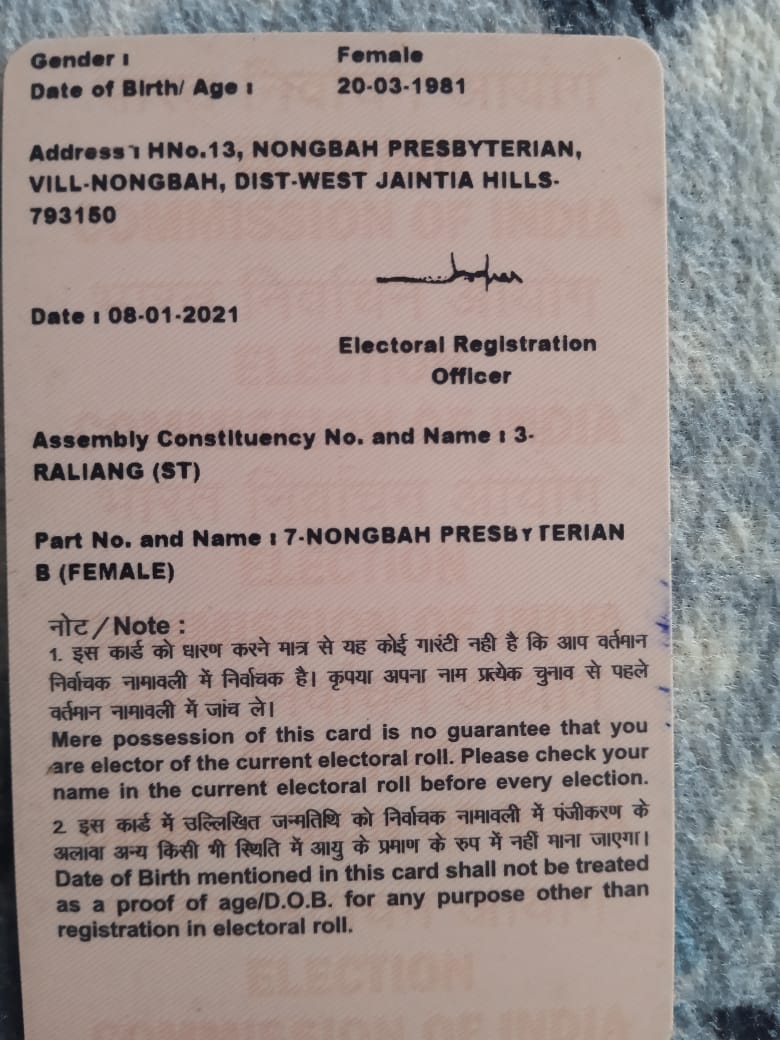 Gender : Female
Date of Birth/ Age : 20-03-1981
Address : HNo.13, NONGBAH PRESBYTERIAN,
VILL-NONGBAH, DIST-WEST JAINTIA HILLS-
793150
Date : 08-01-2021
Electoral Registration
Officer
Assembly Constituency No. and Name : 3-
RALIANG (ST)
Part No. and Name : 7-NONGBAH PRESBYTERIAN
B (FEMALE)
नोट / Note :
1. इस कार्ड को धारण करने मात्र से यह कोई गारंटी नही है कि आप वर्तमान
निर्वाचक नामावली में निर्वाचक है। कृपया अपना नाम प्रत्येक चुनाव से पहले
वर्तमान नामावली में जांच ले।
Mere possession of this card is no guarantee that you
are elector of the current electoral roll. Please check your
name in the current electoral roll before every election.
2. इस कार्ड में उल्लिखित जन्मतिथि को निर्वाचक नामावली में पंजीकरण के
अलावा अन्य किसी भी स्थिति में आयु के प्रमाण के रुप में नहीं माना जाएगा।
Date of Birth mentioned in this card shall not be treated
as a proof of age/D.O.B. for any purpose other than
registration in electoral roll.
ELECTION
COMMISSION OF INDIA